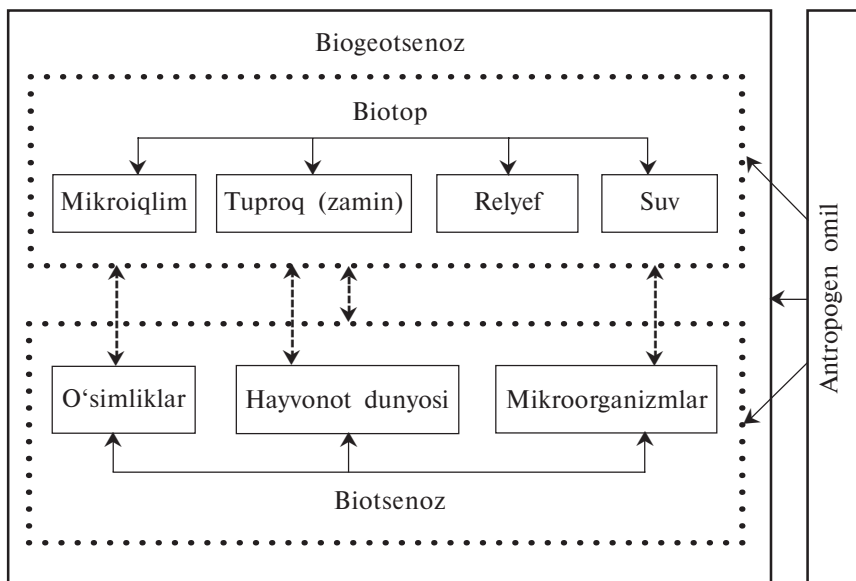 Biogeotsenoz
Biotop
Mikroiqlim
Tuproq (zamin)
Relyef
Suv
O‘simliklar
Hayvonot dunyosi
Mikroorganizmlar
Biotsenoz
Antropogen omil